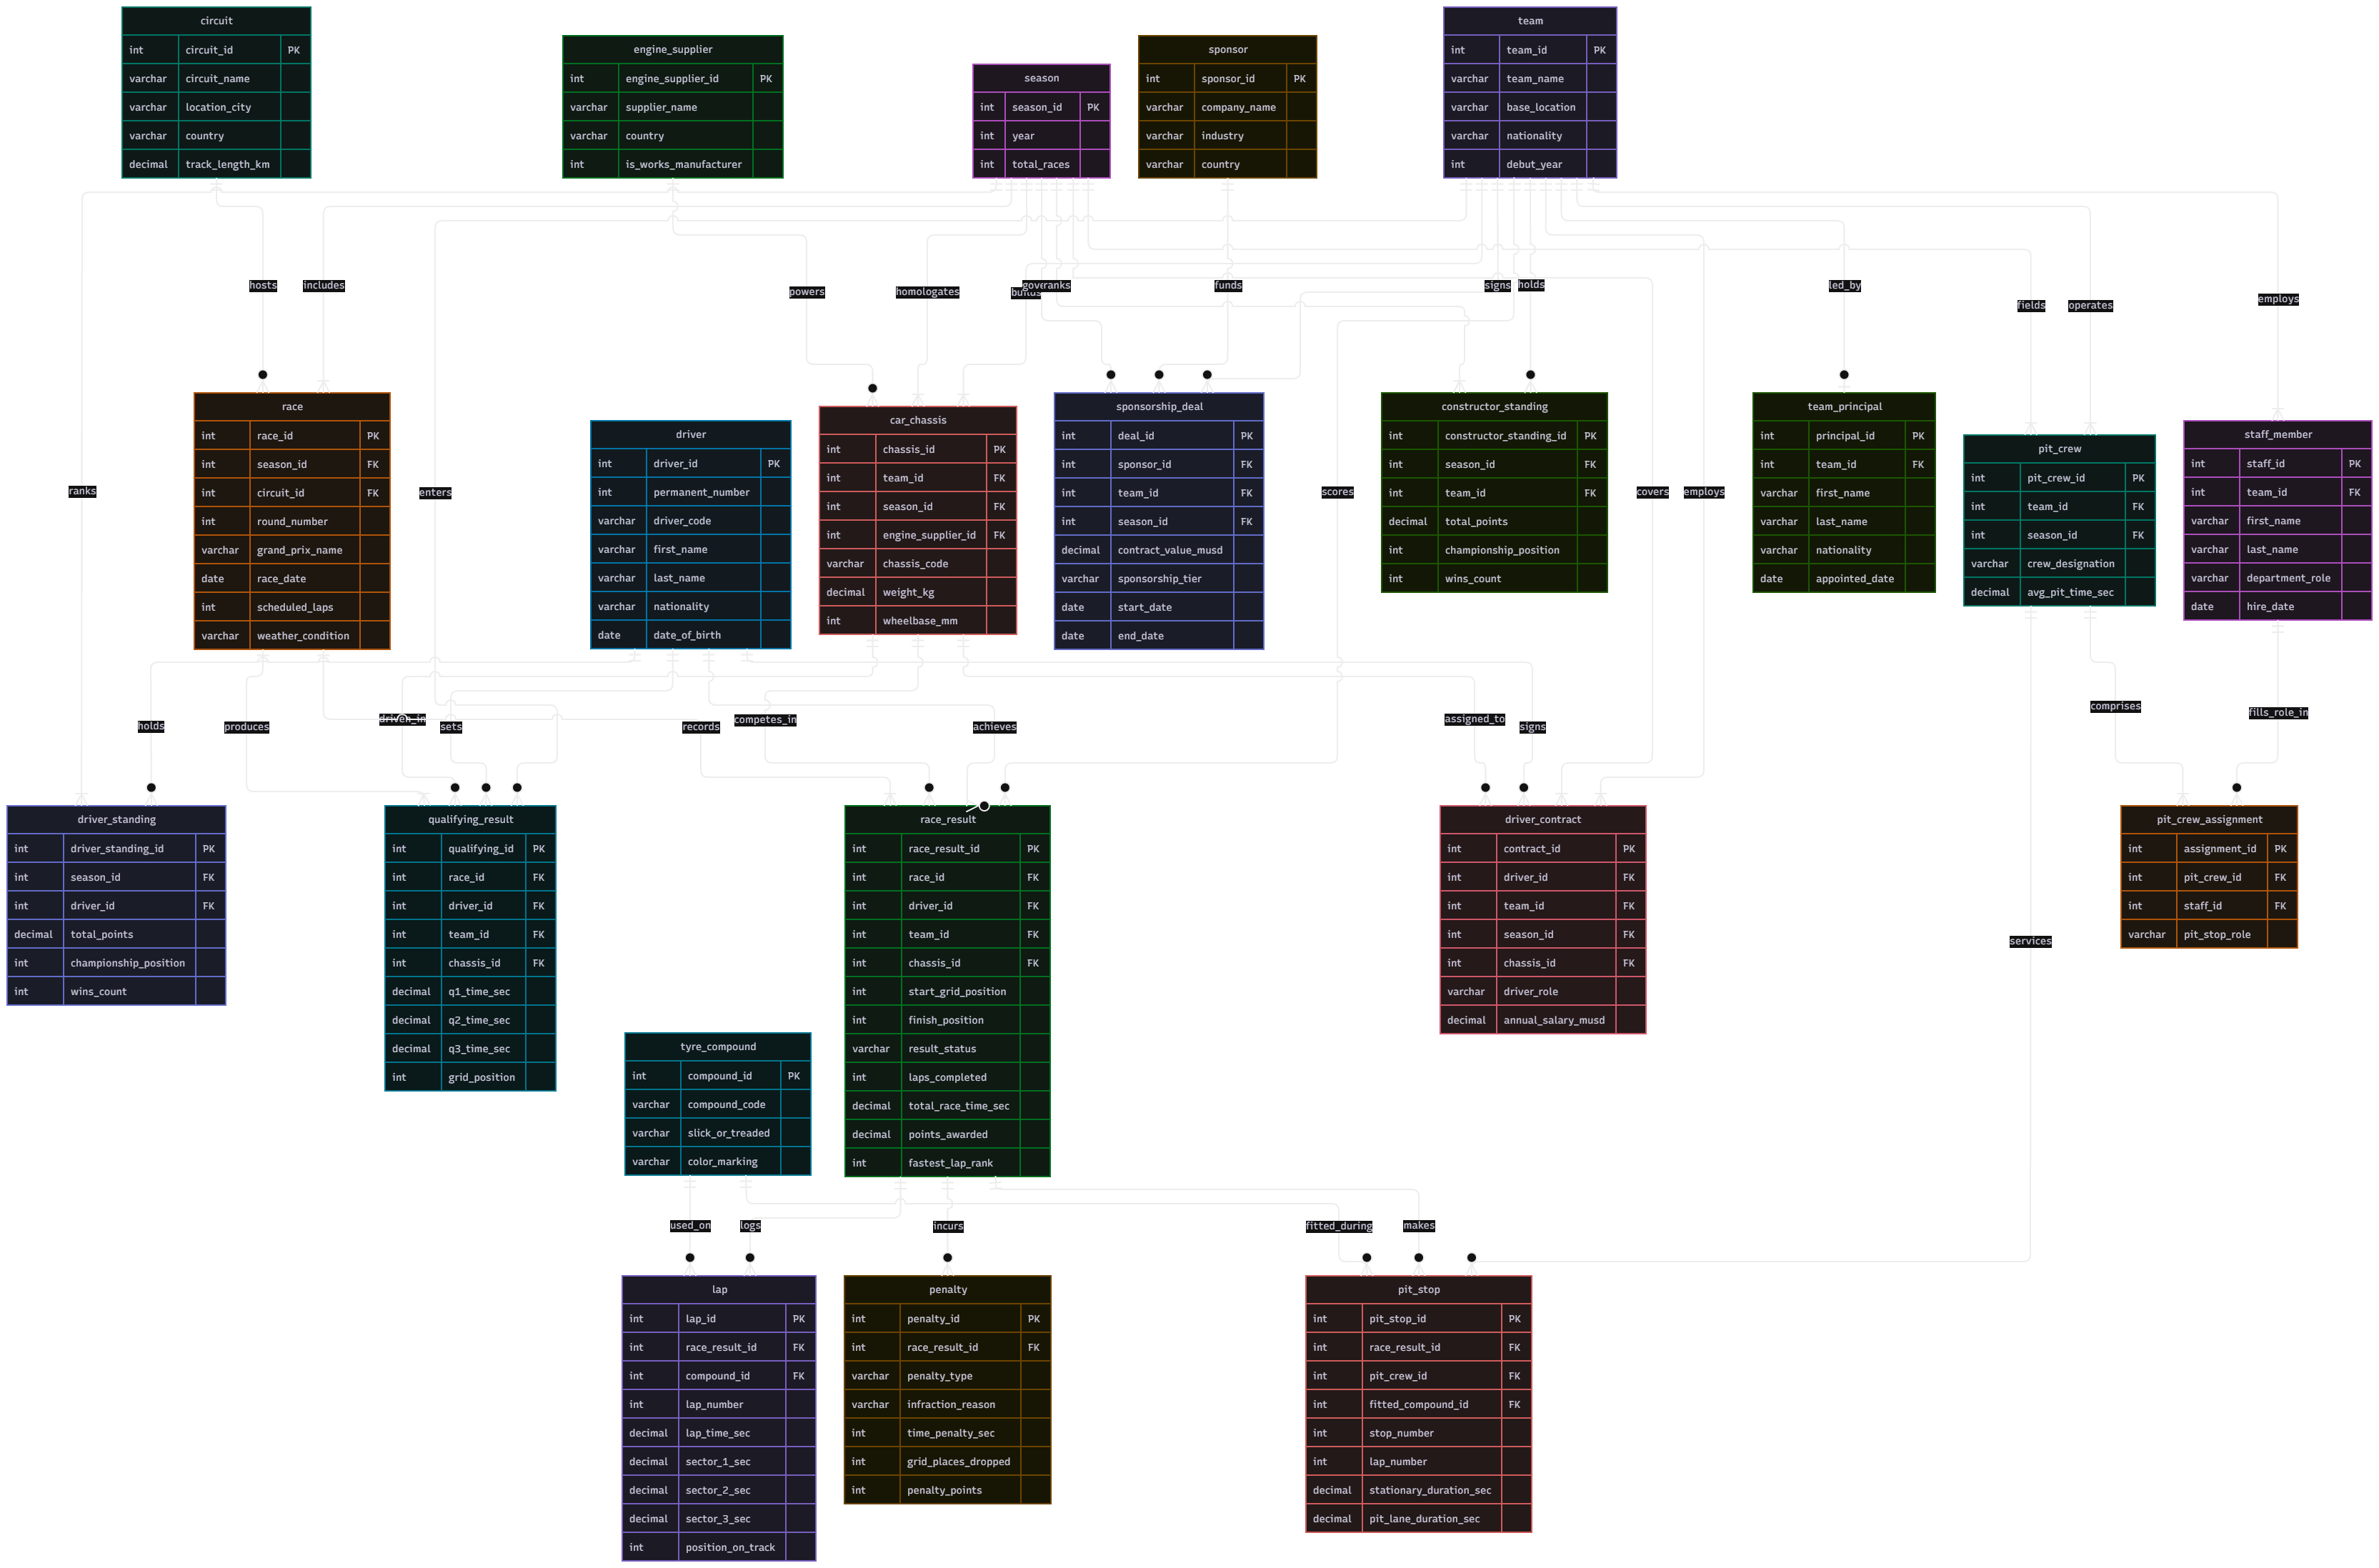 circuit
int circuit_id PK
varchar circuit_name
varchar location_city
varchar country
decimal track_length_km
engine_supplier
int engine_supplier_id PK
varchar supplier_name
varchar country
int is_works_manufacturer
season
int season_id PK
int year
int total_races
sponsor
int sponsor_id PK
varchar company_name
varchar industry
varchar country
team
int team_id PK
varchar team_name
varchar base_location
varchar nationality
int debut_year
hosts
includes
powers
homologates
builds
ranks
funds
signs
holds
led_by
fields
operates
employs
race
int race_id PK
int season_id FK
int circuit_id FK
int round_number
varchar grand_prix_name
date race_date
int scheduled_laps
varchar weather_condition
driver
int driver_id PK
int permanent_number
varchar driver_code
varchar first_name
varchar last_name
varchar nationality
date date_of_birth
car_chassis
int chassis_id PK
int team_id FK
int season_id FK
int engine_supplier_id FK
varchar chassis_code
decimal weight_kg
int wheelbase_mm
sponsorship_deal
int deal_id PK
int sponsor_id FK
int team_id FK
int season_id FK
decimal contract_value_musd
varchar sponsorship_tier
date start_date
date end_date
constructor_standing
int constructor_standing_id PK
int season_id FK
int team_id FK
decimal total_points
int championship_position
int wins_count
team_principal
int principal_id PK
int team_id FK
varchar first_name
varchar last_name
varchar nationality
date appointed_date
pit_crew
int pit_crew_id PK
int team_id FK
int season_id FK
varchar crew_designation
decimal avg_pit_time_sec
staff_member
int staff_id PK
int team_id FK
varchar first_name
varchar last_name
varchar department_role
date hire_date
ranks
enters
scores
covers
employs
holds
produces
driven_in
sets
records
competes_in
achieves
assigned_to
signs
comprises
fills_role_in
driver_standing
int driver_standing_id PK
int season_id FK
int driver_id FK
decimal total_points
int championship_position
int wins_count
qualifying_result
int qualifying_id PK
int race_id FK
int driver_id FK
int team_id FK
int chassis_id FK
decimal q1_time_sec
decimal q2_time_sec
decimal q3_time_sec
int grid_position
race_result
int race_result_id PK
int race_id FK
int driver_id FK
int team_id FK
int chassis_id FK
int start_grid_position
int finish_position
varchar result_status
int laps_completed
decimal total_race_time_sec
decimal points_awarded
int fastest_lap_rank
driver_contract
int contract_id PK
int driver_id FK
int team_id FK
int season_id FK
int chassis_id FK
varchar driver_role
decimal annual_salary_musd
pit_crew_assignment
int assignment_id PK
int pit_crew_id FK
int staff_id FK
varchar pit_stop_role
services
tyre_compound
int compound_id PK
varchar compound_code
varchar slick_or_treaded
varchar color_marking
used_on
logs
incurs
fitted_during
makes
lap
int lap_id PK
int race_result_id FK
int compound_id FK
int lap_number
decimal lap_time_sec
decimal sector_1_sec
decimal sector_2_sec
decimal sector_3_sec
int position_on_track
penalty
int penalty_id PK
int race_result_id FK
varchar penalty_type
varchar infraction_reason
int time_penalty_sec
int grid_places_dropped
int penalty_points
pit_stop
int pit_stop_id PK
int race_result_id FK
int pit_crew_id FK
int fitted_compound_id FK
int stop_number
int lap_number
decimal stationary_duration_sec
decimal pit_lane_duration_sec